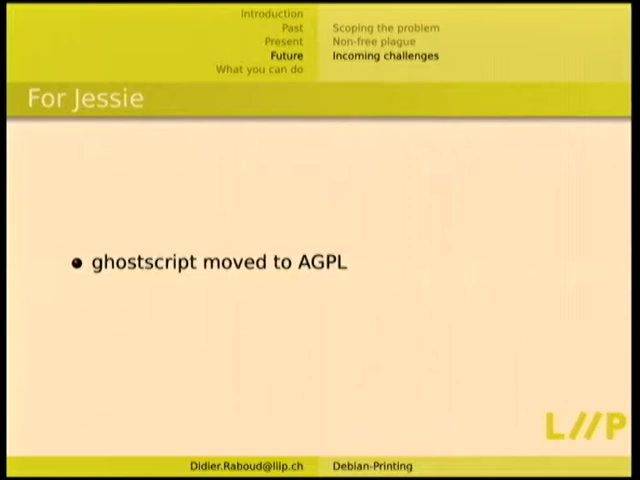 Introduction
Past
Present
Future
What you can do
Scoping the problem
Non-free plague
Incoming challenges
For Jessie
ghostscript moved to AGPL
L//P
Didier.Raboud@liip.ch
Debian-Printing